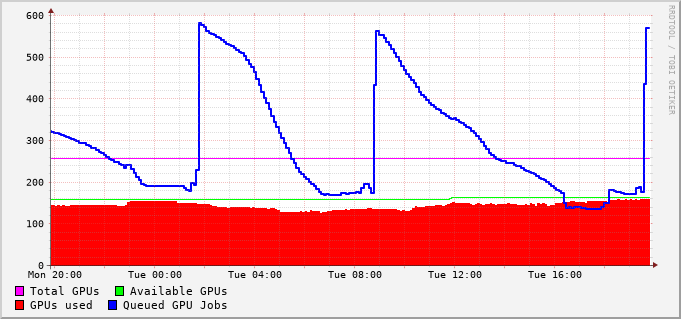 RRDTOOL / TOBI OETIKER
600
500
400
300
200
100
0
Mon 20:00 Tue 00:00 Tue 04:00 Tue 08:00 Tue 12:00 Tue 16:00
Total GPUs Available GPUs
GPUs used Queued GPU Jobs